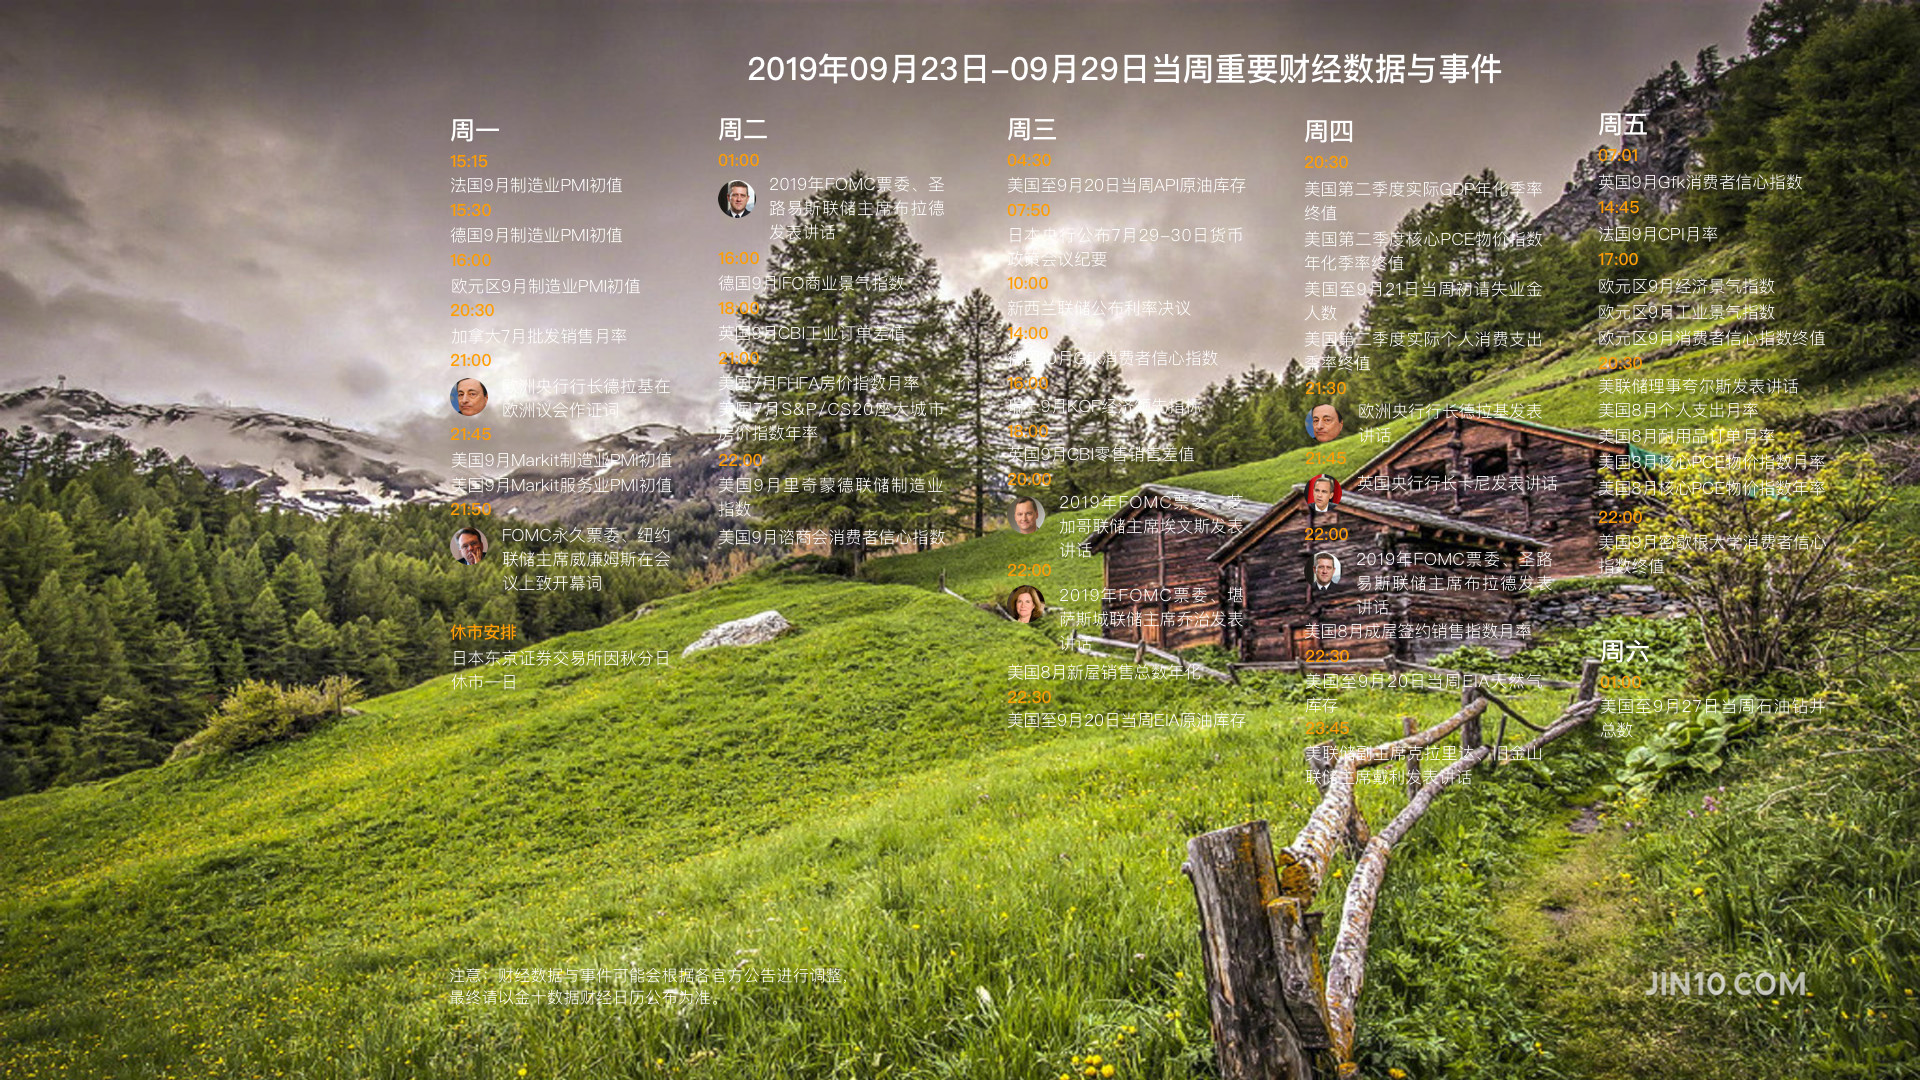 2019年09月23日-09月29日当周重要财经数据与事件
周一
15:15
法国9月制造业PMI初值
15:30
德国9月制造业PMI初值
16:00
欧元区9月制造业PMI初值
20:30
加拿大7月批发销售月率
21:00
欧洲央行行长德拉基在
欧洲议会作证词
21:45
美国9月Markit制造业PMI初值
美国9月Markit服务业PMI初值
21:50
FOMC永久票委、纽约
联储主席威廉姆斯在会
议上致开幕词
休市安排
日本东京证券交易所因秋分日
休市一日
周二
01:00
2019年FOMC票委、圣
路易斯联储主席布拉德
发表讲话
16:00
德国9月IFO商业景气指数
18:00
英国9月CBI工业订单差值
21:00
美国7月FHFA房价指数月率
美国7月S&P/CS20座大城市
房价指数年率
22:00
美国9月里奇蒙德联储制造业
指数
美国9月谘商会消费者信心指数
周三
04:30
美国至9月20日当周API原油库存
07:50
日本央行公布7月29-30日货币
政策会议纪要
10:00
新西兰联储公布利率决议
14:00
德国10月Gfk消费者信心指数
16:00
瑞士9月KOF经济领先指标
18:00
英国9月CBI零售销售差值
20:00
2019年FOMC票委、芝
加哥联储主席埃文斯发表
讲话
22:00
2019年FOMC票委、堪
萨斯城联储主席乔治发表
讲话
美国8月新屋销售总数年化
22:30
美国至9月20日当周EIA原油库存
周四
20:30
美国第二季度实际GDP年化季率
终值
美国第二季度核心PCE物价指数
年化季率终值
美国至9月21日当周初请失业金
人数
美国第二季度实际个人消费支出
季率终值
21:30
欧洲央行行长德拉基发表
讲话
21:45
英国央行行长卡尼发表讲话
22:00
2019年FOMC票委、圣路
易斯联储主席布拉德发表
讲话
美国8月成屋签约销售指数月率
22:30
美国至9月20日当周EIA天然气
库存
23:45
美联储副主席克拉里达、旧金山
联储主席戴利发表讲话
周五
07:01
英国9月Gfk消费者信心指数
14:45
法国9月CPI月率
17:00
欧元区9月经济景气指数
欧元区9月工业景气指数
欧元区9月消费者信心指数终值
20:30
美联储理事夸尔斯发表讲话
美国8月个人支出月率
美国8月耐用品订单月率
美国8月核心PCE物价指数月率
美国8月核心PCE物价指数年率
22:00
美国9月密歇根大学消费者信心
指数终值
周六
01:00
美国至9月27日当周石油钻井
总数
注意：财经数据与事件可能会根据各官方公告进行调整，
最终请以金十数据财经日历公布为准。
JIN10.COM